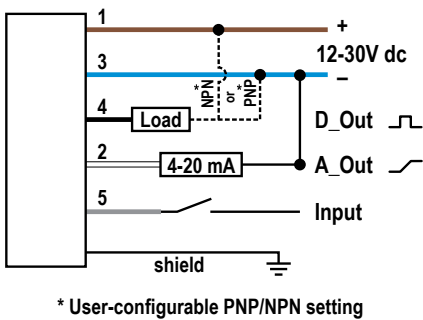 1
+
12-30V dc
3
–
* NPN
or
* PNP
4
Load
D_Out
2
4-20 mA
A_Out
5
Input
shield
* User-configurable PNP/NPN setting